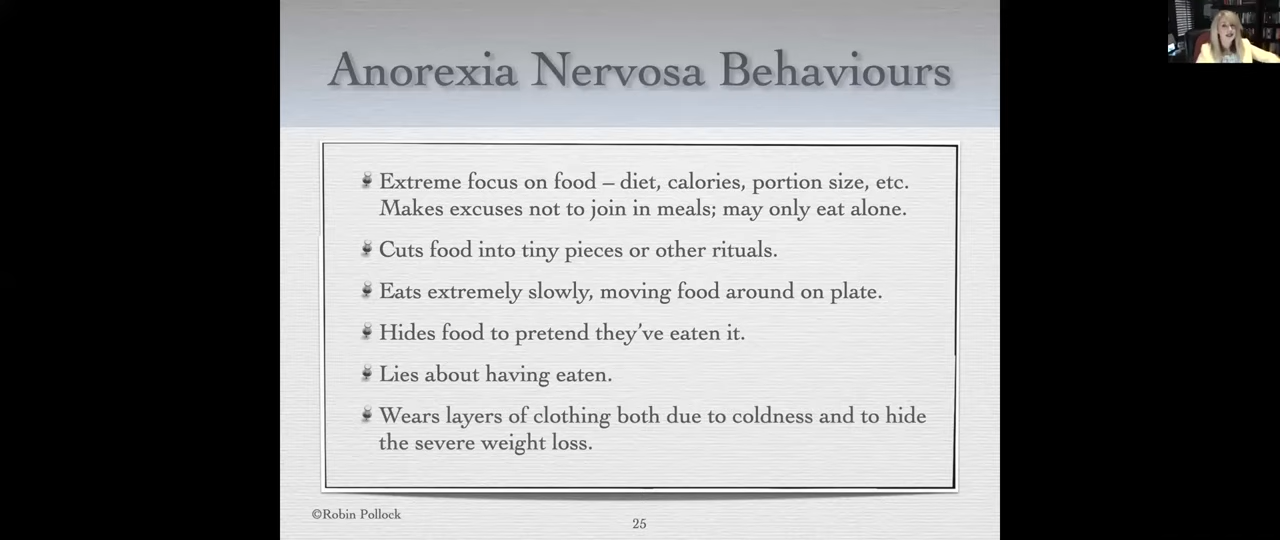 Anorexia Nervosa Behaviours
Extreme focus on food – diet, calories, portion size, etc.
Makes excuses not to join in meals; may only eat alone.
Cuts food into tiny pieces or other rituals.
Eats extremely slowly, moving food around on plate.
Hides food to pretend they've eaten it.
Lies about having eaten.
Wears layers of clothing both due to coldness and to hide
the severe weight loss.
©Robin Pollock
25